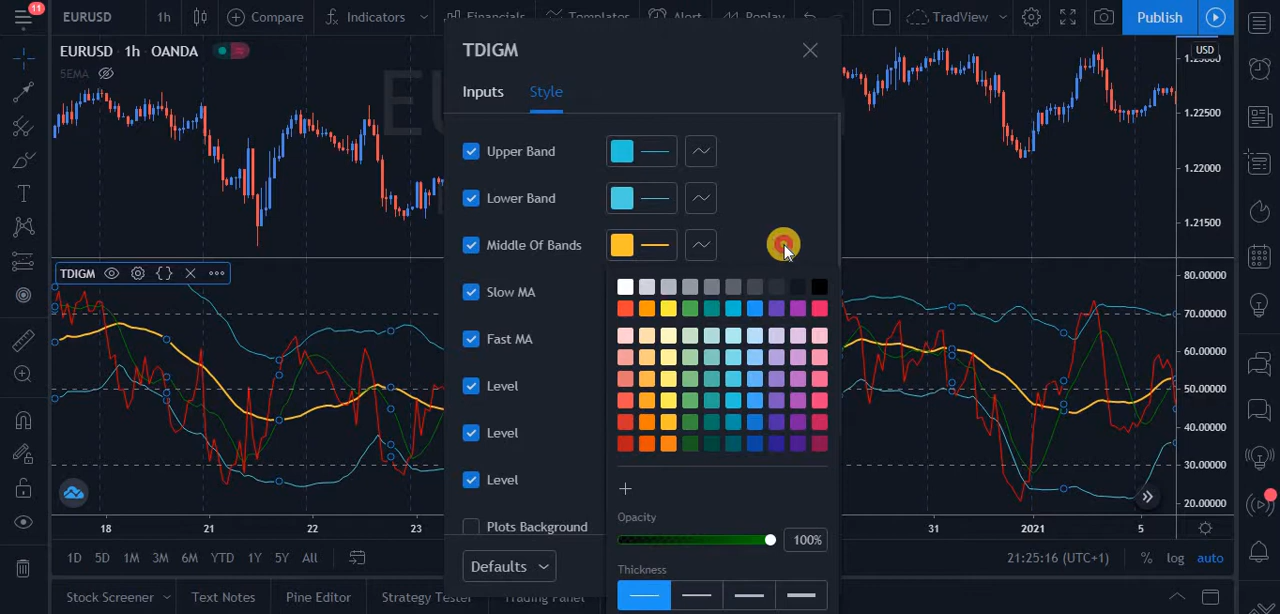 11
EURUSD
1h
Compare
Indicators
Financials
Templates
Alert
Replay
TradView
Publish
EURUSD 1h OANDA
5EMA
USD
1.22500
1.22000
1.21500
TDIGM
Inputs
Style
Upper Band
Lower Band
Middle Of Bands
Slow MA
Fast MA
Level
Level
Level
Plots Background
Defaults
Opacity
100%
Thickness
TDIGM
80.00000
70.00000
60.00000
50.00000
40.00000
30.00000
20.00000
18
21
22
23
31
2021
5
1D 5D 1M 3M 6M YTD 1Y 5Y All
21:25:16 (UTC+1)
% log auto
Stock Screener
Text Notes
Pine Editor
Strategy Tester
Trading Panel